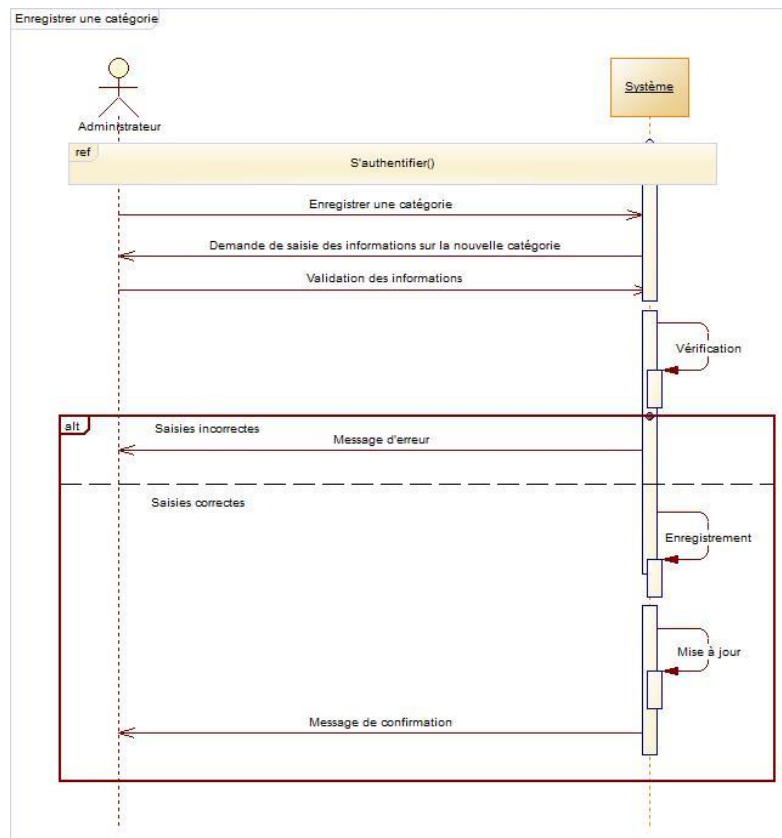 Enregistrer une catégorie
Système
Administrateur
ref
S'authentifier()
Enregistrer une catégorie
Demande de saisie des informations sur la nouvelle catégorie
Validation des informations
Vérification
alt
Saisies incorrectes
Message d'erreur
Saisies correctes
Enregistrement
Mise à jour
Message de confirmation